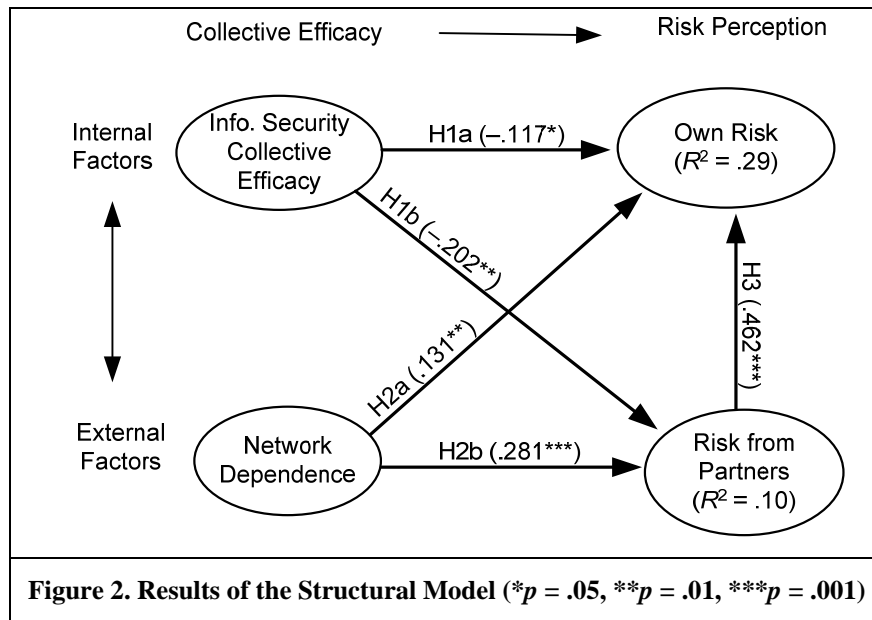 Collective Efficacy
Risk Perception
Internal
Factors
Info. Security
Collective
Efficacy
H1a (–.117*)
Own Risk
(R² = .29)
H1b (–.202**)
H2a (.131**)
H3 (.462***)
External
Factors
Network
Dependence
H2b (.281***)
Risk from
Partners
(R² = .10)
Figure 2. Results of the Structural Model (*p = .05, **p = .01, ***p = .001)